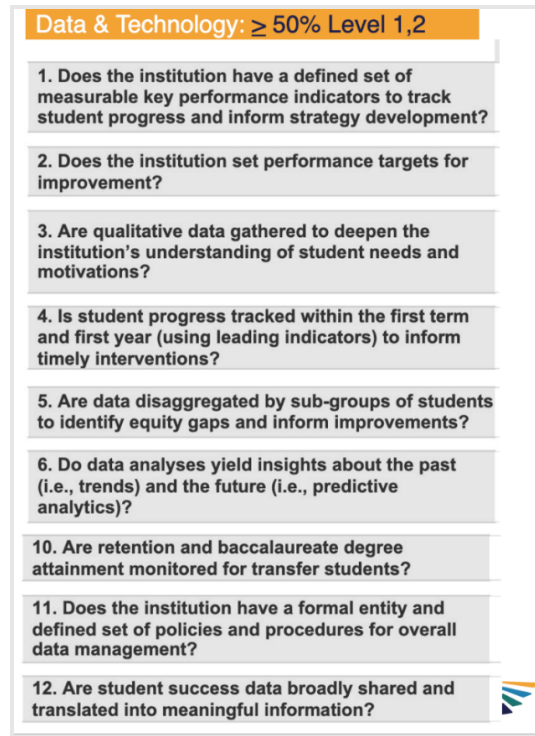 Data & Technology: ≥ 50% Level 1,2
1. Does the institution have a defined set of
measurable key performance indicators to track
student progress and inform strategy development?
2. Does the institution set performance targets for
improvement?
3. Are qualitative data gathered to deepen the
institution's understanding of student needs and
motivations?
4. Is student progress tracked within the first term
and first year (using leading indicators) to inform
timely interventions?
5. Are data disaggregated by sub-groups of students
to identify equity gaps and inform improvements?
6. Do data analyses yield insights about the past
(i.e., trends) and the future (i.e., predictive
analytics)?
10. Are retention and baccalaureate degree
attainment monitored for transfer students?
11. Does the institution have a formal entity and
defined set of policies and procedures for overall
data management?
12. Are student success data broadly shared and
translated into meaningful information?